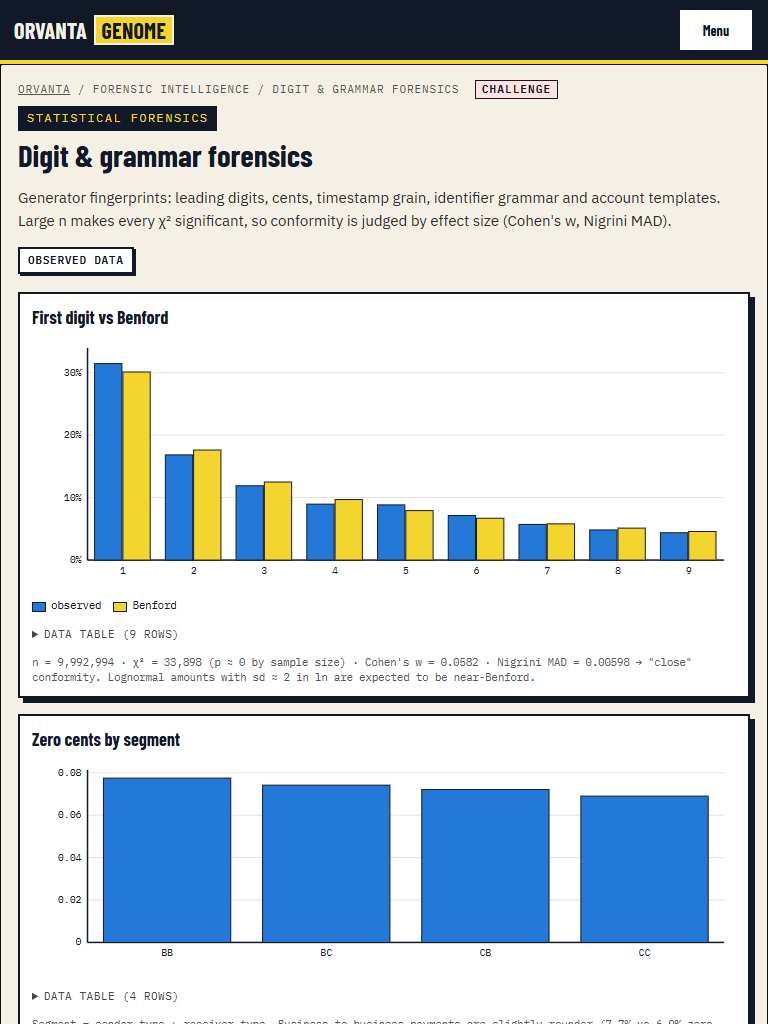 ORVANTA GENOME
Menu
ORVANTA / FORENSIC INTELLIGENCE / DIGIT & GRAMMAR FORENSICS CHALLENGE
STATISTICAL FORENSICS
Digit & grammar forensics
Generator fingerprints: leading digits, cents, timestamp grain, identifier grammar and account templates.
Large n makes every χ² significant, so conformity is judged by effect size (Cohen's w, Nigrini MAD).
OBSERVED DATA
First digit vs Benford
30%
20%
10%
0%
1 2 3 4 5 6 7 8 9
observed Benford
▶ DATA TABLE (9 ROWS)
n = 9,992,994 · χ² = 33,898 (p ≈ 0 by sample size) · Cohen's w = 0.0582 · Nigrini MAD = 0.00598 → "close"
conformity. Lognormal amounts with sd ≈ 2 in ln are expected to be near-Benford.
Zero cents by segment
0.08
0.06
0.04
0.02
0
BB BC CB CC
▶ DATA TABLE (4 ROWS)